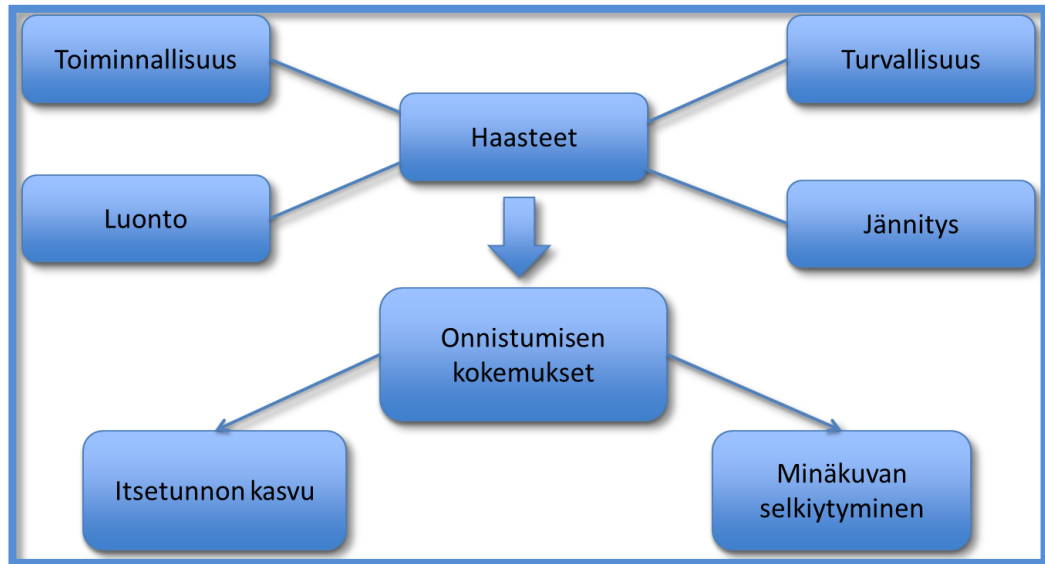 Toiminnallisuus
Turvallisuus
Haasteet
Luonto
Jännitys
Onnistumisen
kokemukset
Itsetunnon kasvu
Minäkuvan
selkiytyminen